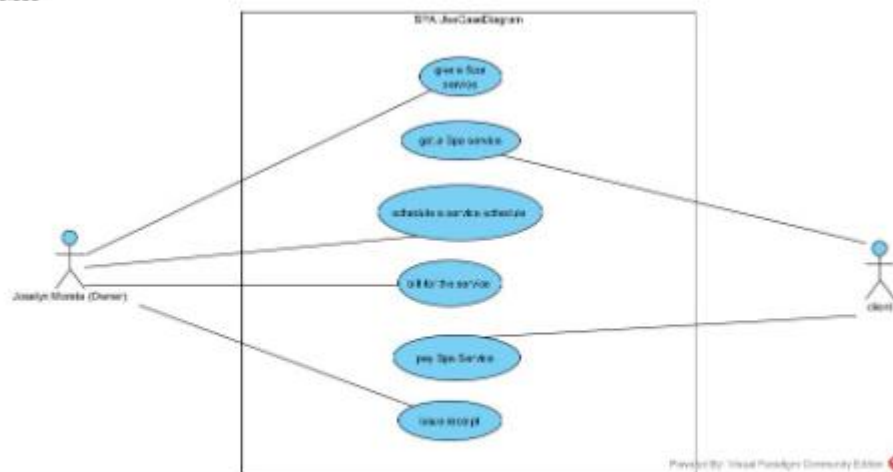 SPA UseCaseDiagram
give a Spa
service
get a Spa service
schedule a service schedule
bill for the service
pay Spa Service
issue receipt
(Owner)
client
Powered By: Visual Paradigm Community Edition